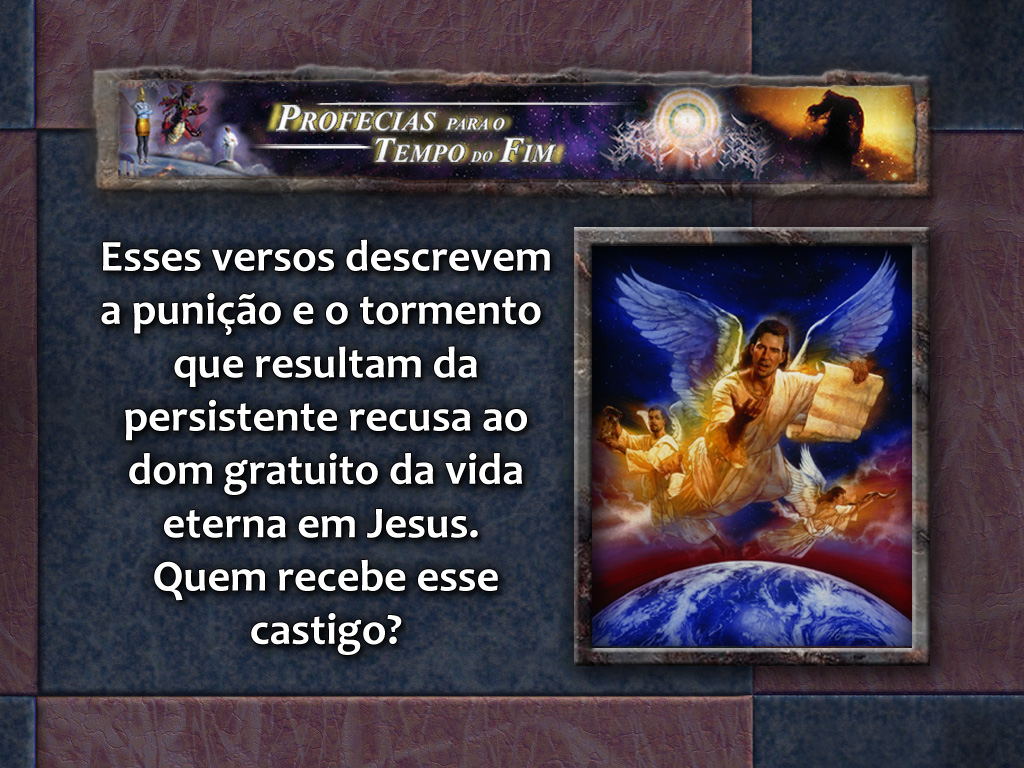 PROFECIAS PARA O
TEMPO DO FIM
Esses versos descrevem
a punição e o tormento
que resultam da
persistente recusa ao
dom gratuito da vida
eterna em Jesus.
Quem recebe esse
castigo?